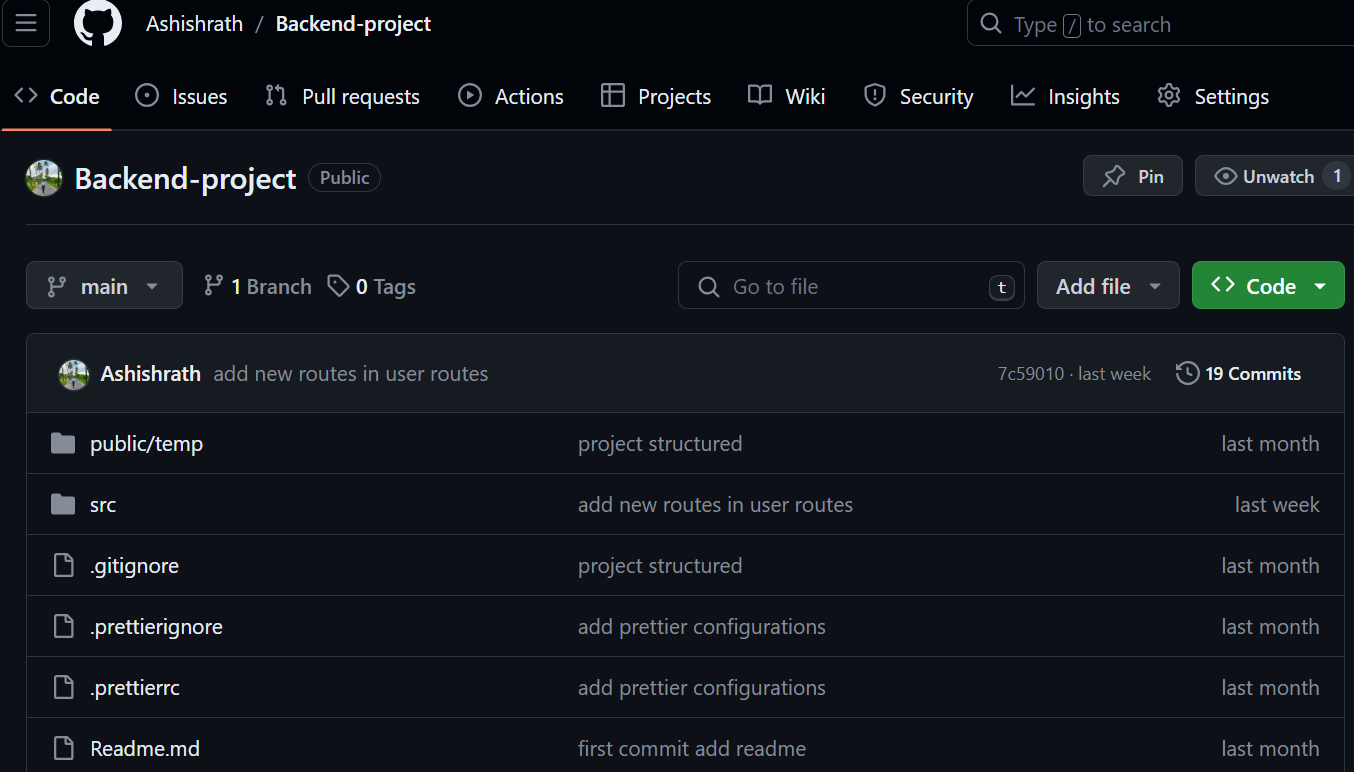 Ashishrath / Backend-project Type / to search
Code Issues Pull requests Actions Projects Wiki Security Insights Settings
Backend-project Public Pin Unwatch 1
main 1 Branch 0 Tags Go to file t Add file Code
Ashishrath add new routes in user routes 7c59010 · last week 19 Commits
public/temp project structured last month
src add new routes in user routes last week
.gitignore project structured last month
.prettierignore add prettier configurations last month
.prettierrc add prettier configurations last month
Readme.md first commit add readme last month